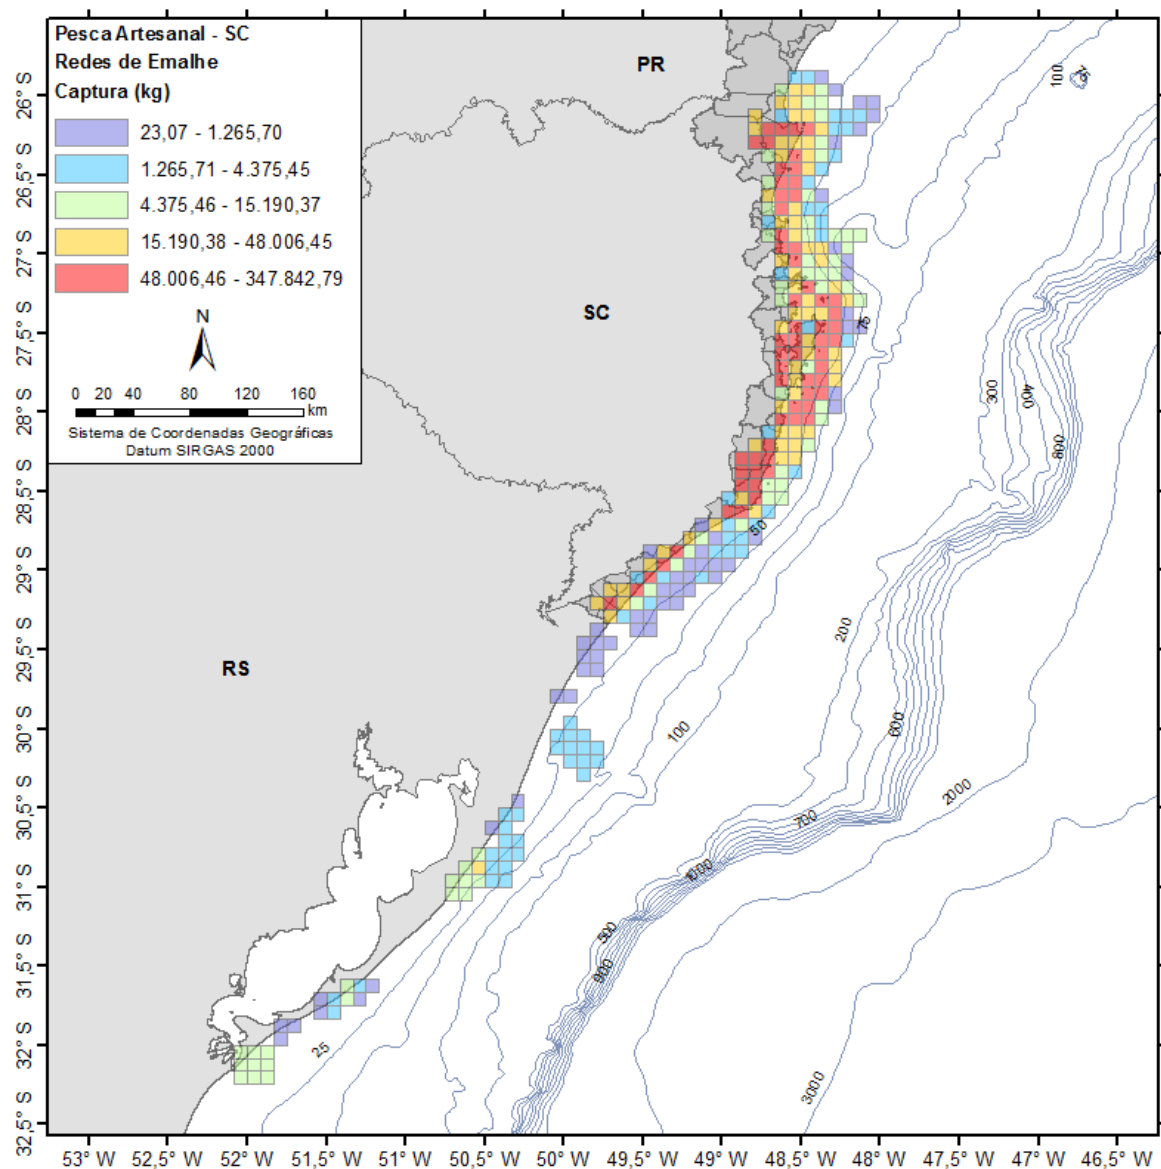 Pesca Artesanal - SC
Redes de Emalhe
Captura (kg)
23,07 - 1.265,70
1.265,71 - 4.375,45
4.375,46 - 15.190,37
15.190,38 - 48.006,45
48.006,46 - 347.842,79
N
0 20 40 80 120 160
km
Sistema de Coordenadas Geográficas
Datum SIRGAS 2000
PR
SC
RS
100
75
75
300
400
800
50
200
600
100
2000
700
1000
500
900
25
3000
26° S
26,5° S
27° S
27,5° S
28° S
28,5° S
29° S
29,5° S
30° S
30,5° S
31° S
31,5° S
32° S
32,5° S
53° W
52,5° W
52° W
51,5° W
51° W
50,5° W
50° W
49,5° W
49° W
48,5° W
48° W
47,5° W
47° W
46,5° W